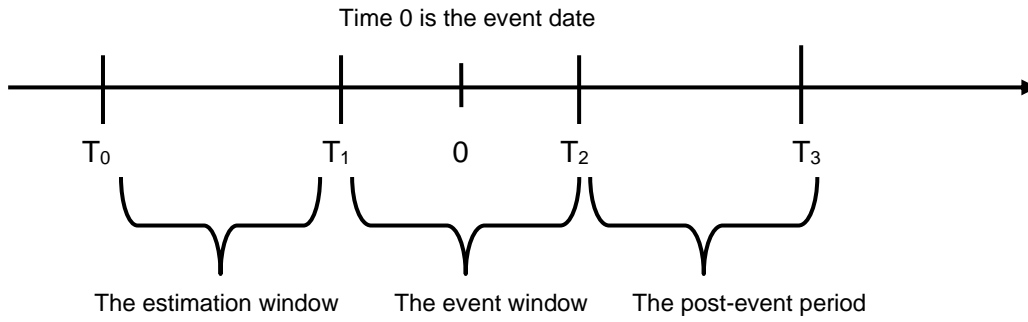 Time 0 is the event date
T₀ T₁ 0 T₂ T₃
The estimation window The event window The post-event period